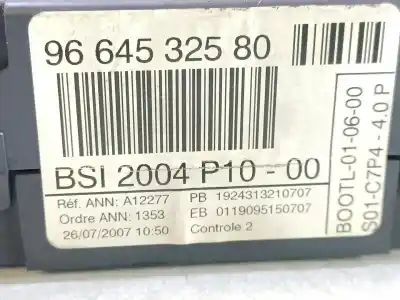 96 645 325 80
BSI 2004 P10 - 00
Réf. ANN: A12277 PB 1924313210707
Ordre ANN: 1353 EB 0119095150707
26/07/2007 10:50 Controle 2
BOOTL-01-06-00
S01-C7P4 - 4.0 P